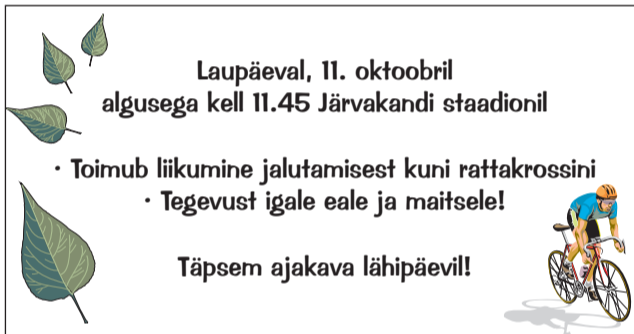 Laupäeval, 11. oktoobril
algusega kell 11.45 Järvakandi staadionil
· Toimub liikumine jalutamisest kuni rattakrossini
· Tegevust igale eale ja maitsele!
Täpsem ajakava lähipäevil!